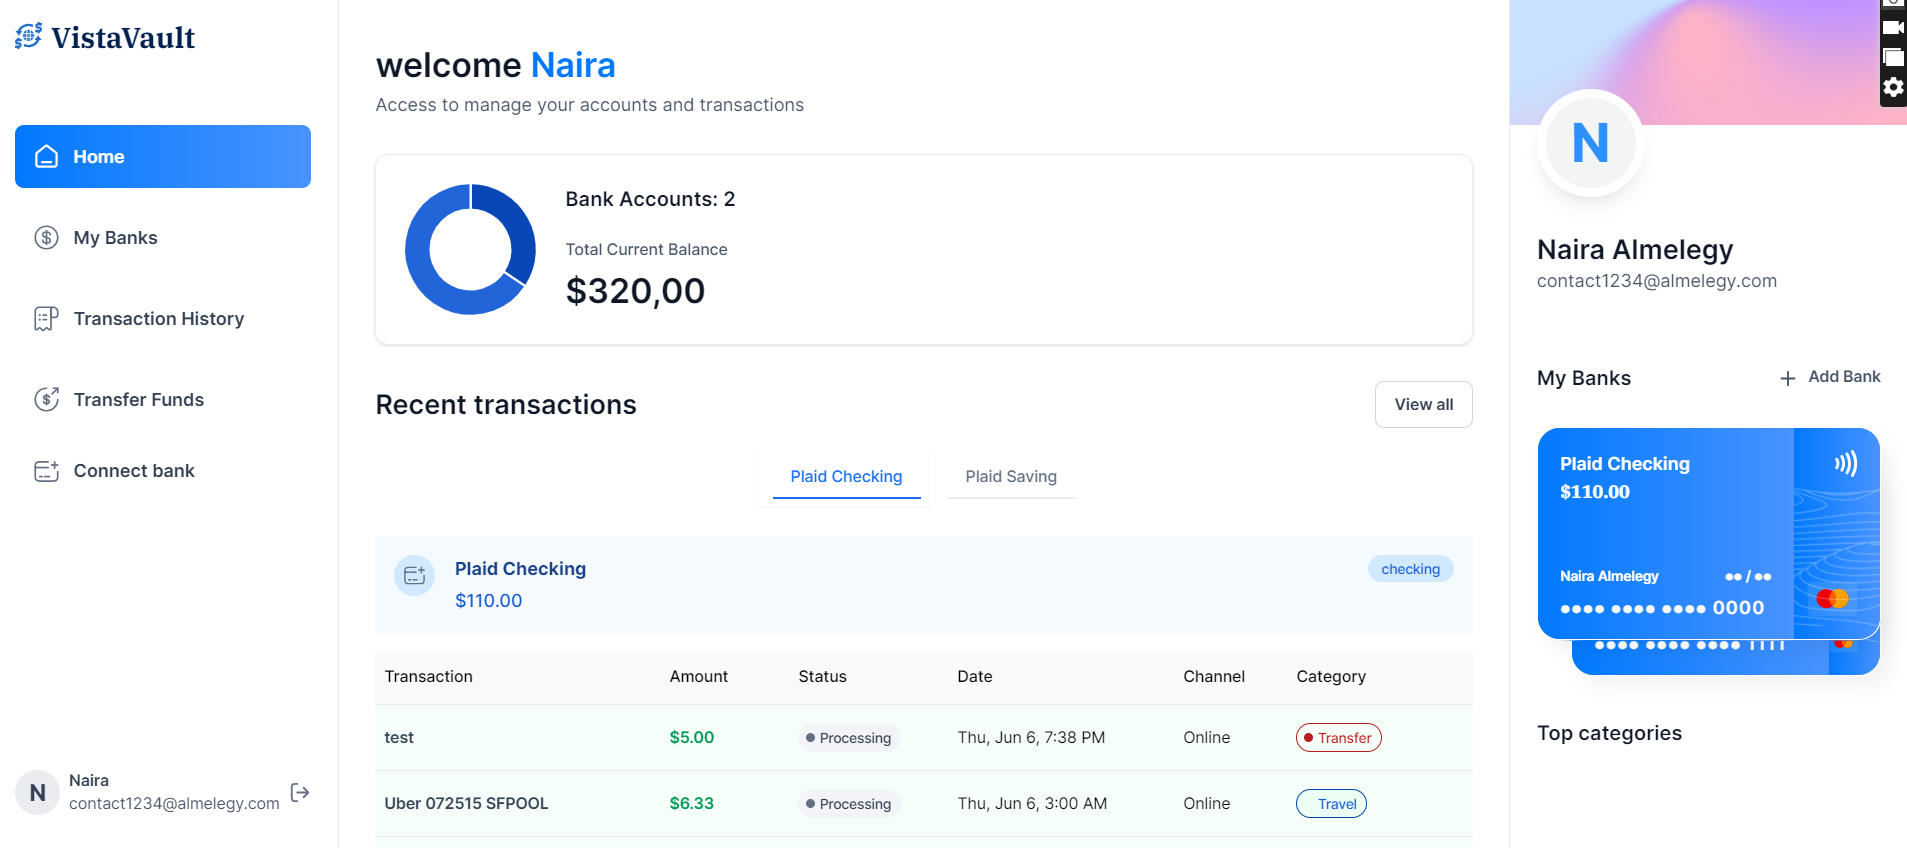 VistaVault
Home
My Banks
Transaction History
Transfer Funds
Connect bank
N
Naira
contact1234@almelegy.com
welcome Naira
Access to manage your accounts and transactions
Bank Accounts: 2
Total Current Balance
$320,00
Recent transactions
View all
Plaid Checking
Plaid Saving
Plaid Checking
$110.00
checking
Transaction Amount Status Date Channel Category
test $5.00 Processing Thu, Jun 6, 7:38 PM Online Transfer
Uber 072515 SFPOOL $6.33 Processing Thu, Jun 6, 3:00 AM Online Travel
N
Naira Almelegy
contact1234@almelegy.com
My Banks
+ Add Bank
Plaid Checking
$110.00
Naira Almelegy ●● / ●●
●●●● ●●●● ●●●● 0000
●●●● ●●●● ●●●● 1111
Top categories